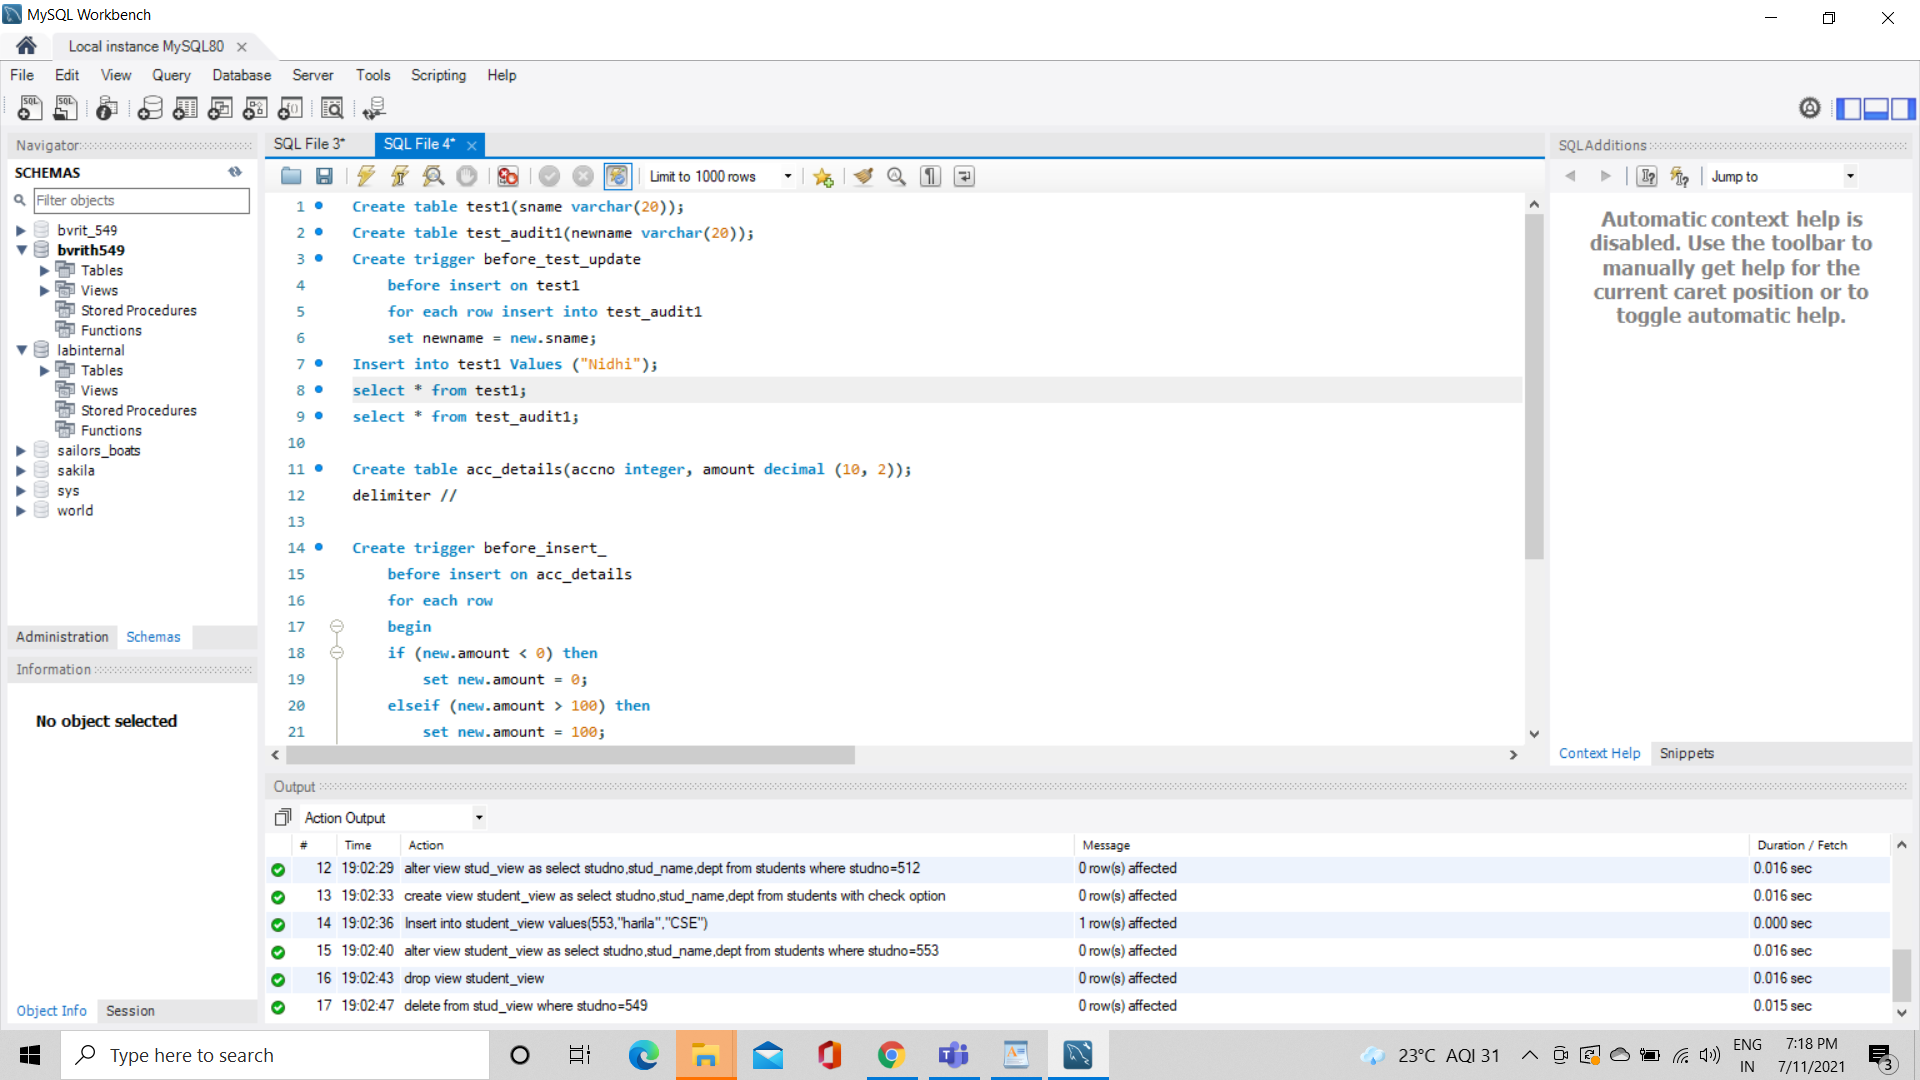 MySQL Workbench
Local instance MySQL80
File Edit View Query Database Server Tools Scripting Help
Navigator
SCHEMAS
Filter objects
bvrit_549
bvrith549
Tables
Views
Stored Procedures
Functions
labinternal
Tables
Views
Stored Procedures
Functions
sailors_boats
sakila
sys
world
Administration Schemas
Information
No object selected
Object Info Session
SQL File 3* SQL File 4*
Limit to 1000 rows
1 Create table test1(sname varchar(20));
2 Create table test_audit1(newname varchar(20));
3 Create trigger before_test_update
4 before insert on test1
5 for each row insert into test_audit1
6 set newname = new.sname;
7 Insert into test1 Values ("Nidhi");
8 select * from test1;
9 select * from test_audit1;
10
11 Create table acc_details(accno integer, amount decimal (10, 2));
12 delimiter //
13
14 Create trigger before_insert_
15 before insert on acc_details
16 for each row
17 begin
18 if (new.amount < 0) then
19 set new.amount = 0;
20 elseif (new.amount > 100) then
21 set new.amount = 100;
SQLAdditions
Jump to
Automatic context help is
disabled. Use the toolbar to
manually get help for the
current caret position or to
toggle automatic help.
Context Help Snippets
Output
Action Output
# Time Action Message Duration / Fetch
12 19:02:29 alter view stud_view as select studno,stud_name,dept from students where studno=512 0 row(s) affected 0.016 sec
13 19:02:33 create view student_view as select studno,stud_name,dept from students with check option 0 row(s) affected 0.016 sec
14 19:02:36 Insert into student_view values(553,"harila","CSE") 1 row(s) affected 0.000 sec
15 19:02:40 alter view student_view as select studno,stud_name,dept from students where studno=553 0 row(s) affected 0.016 sec
16 19:02:43 drop view student_view 0 row(s) affected 0.016 sec
17 19:02:47 delete from stud_view where studno=549 0 row(s) affected 0.015 sec
Type here to search
23°C AQI 31
ENG
IN
7:18 PM
7/11/2021
3